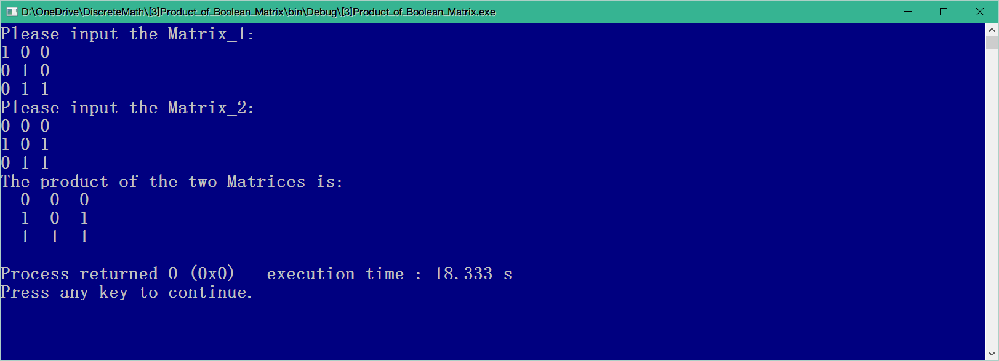 D:\OneDrive\DiscreteMath\[3]Product_of_Boolean_Matrix\bin\Debug\[3]Product_of_Boolean_Matrix.exe
Please input the Matrix_1:
1 0 0
0 1 0
0 1 1
Please input the Matrix_2:
0 0 0
1 0 1
0 1 1
The product of the two Matrices is:
  0  0  0
  1  0  1
  1  1  1
Process returned 0 (0x0)   execution time : 18.333 s
Press any key to continue.